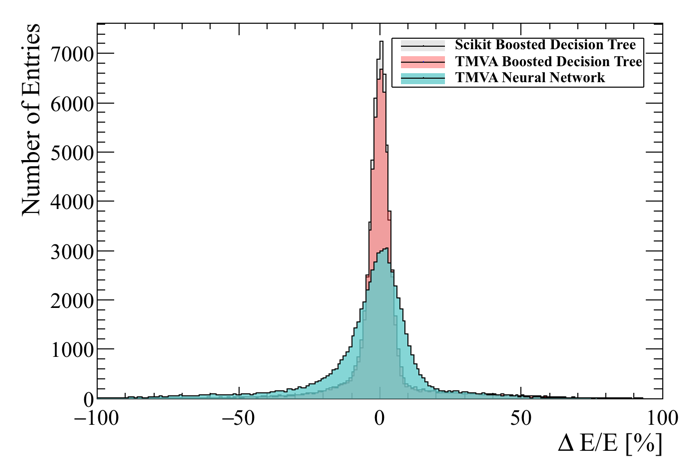 Number of Entries
7000
6000
5000
4000
3000
2000
1000
0
−100
−50
0
50
100
Δ E/E [%]
Scikit Boosted Decision Tree
TMVA Boosted Decision Tree
TMVA Neural Network